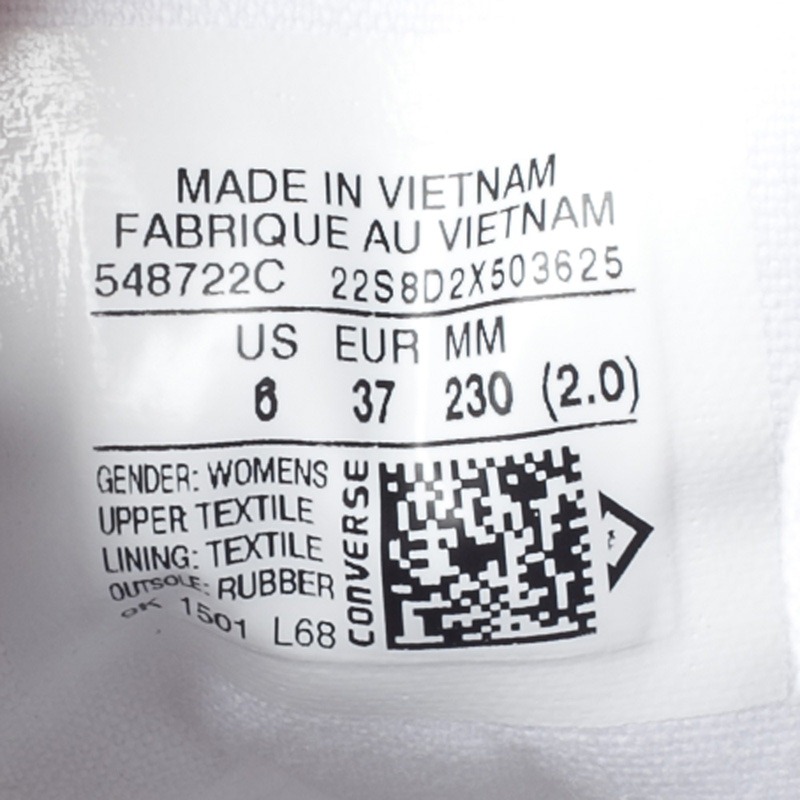 MADE IN VIETNAM
FABRIQUE AU VIETNAM
548722C 22S8D2X503625
US EUR MM
6 37 230 (2.0)
GENDER: WOMENS
UPPER TEXTILE
LINING: TEXTILE
OUTSOLE: RUBBER
OK 1501 L68
CONVERSE